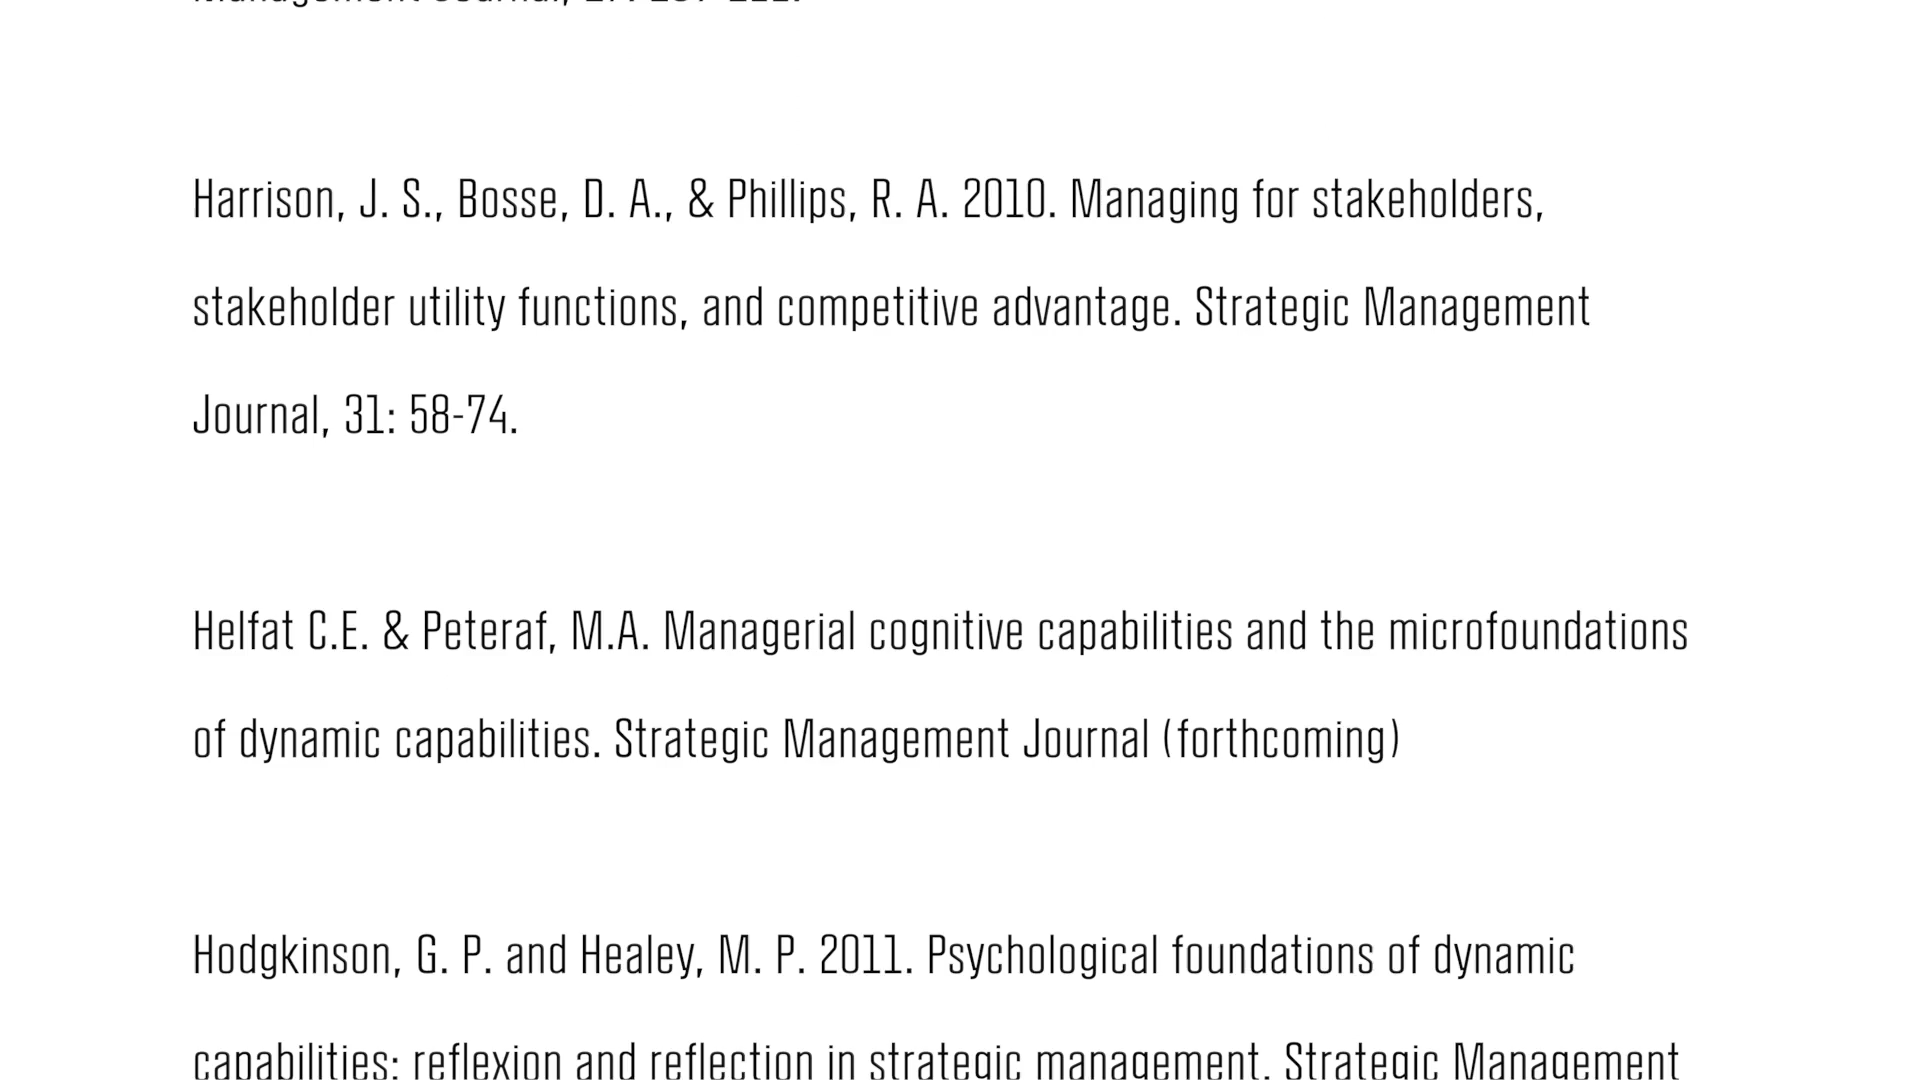 Harrison, J. S., Bosse, D. A., & Phillips, R. A. 2010. Managing for stakeholders,
stakeholder utility functions, and competitive advantage. Strategic Management
Journal, 31: 58-74.
Helfat C.E. & Peteraf, M.A. Managerial cognitive capabilities and the microfoundations
of dynamic capabilities. Strategic Management Journal (forthcoming)
Hodgkinson, G. P. and Healey, M. P. 2011. Psychological foundations of dynamic
capabilities: reflexion and reflection in strategic management. Strategic Management